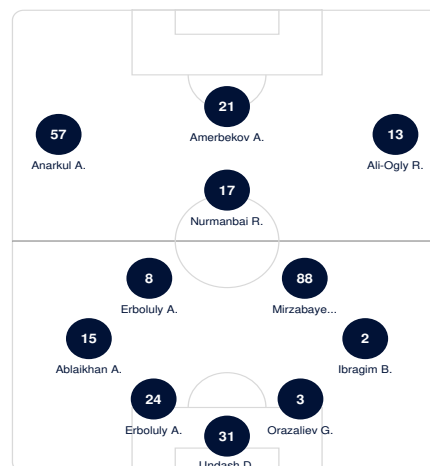 21
Amerbekov A.
57
Anarkul A.
13
Ali-Ogly R.
17
Nurmanbai R.
8
Erboluly A.
88
Mirzabaye...
15
Ablaikhan A.
2
Ibragim B.
24
Erboluly A.
3
Orazaliev G.
31
Undash D.